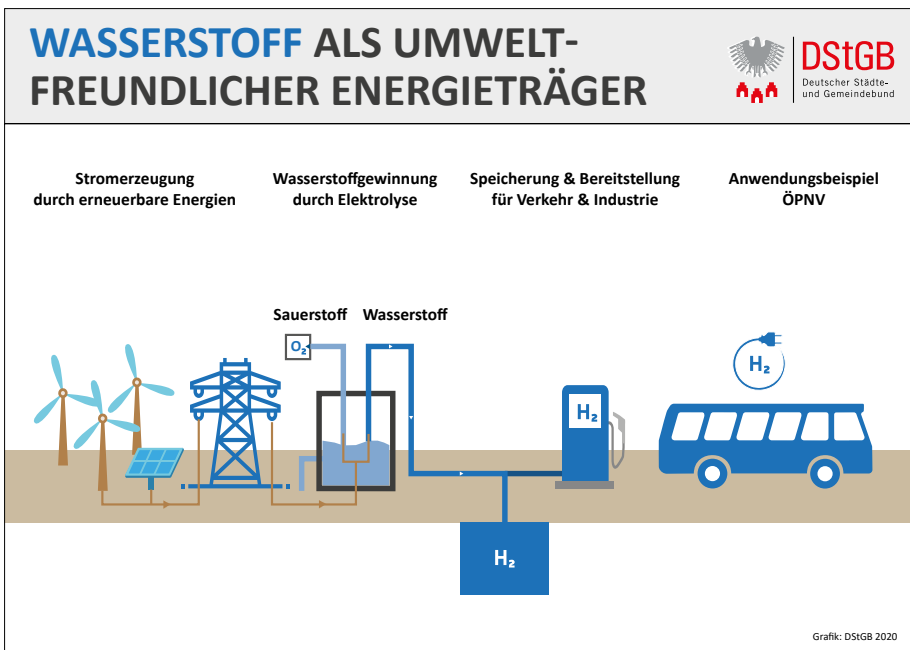 WASSERSTOFF ALS UMWELT-
FREUNDLICHER ENERGIETRÄGER
DStGB
Deutscher Städte-
und Gemeindebund
Stromerzeugung
durch erneuerbare Energien
Wasserstoffgewinnung
durch Elektrolyse
Speicherung & Bereitstellung
für Verkehr & Industrie
Anwendungsbeispiel
ÖPNV
Sauerstoff
Wasserstoff
O₂
H₂
H₂
H₂
Grafik: DStGB 2020